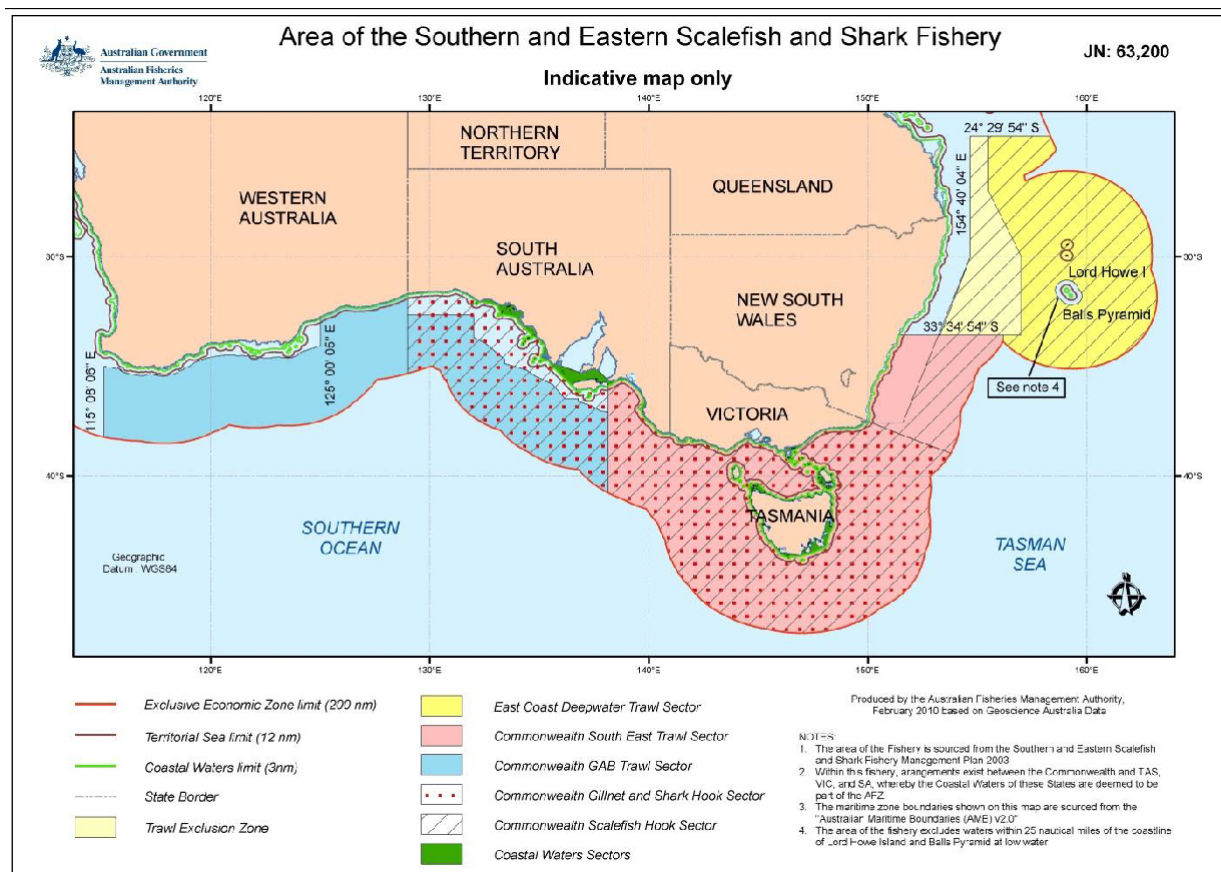 Area of the Southern and Eastern Scalefish and Shark Fishery
JN: 63,200
Australian Government
Australian Fisheries
Management Authority
Indicative map only
120°E
130°E
140°E
150°E
160°E
24° 29' 54" S
154° 40' 04" E
NORTHERN
TERRITORY
QUEENSLAND
WESTERN
AUSTRALIA
SOUTH
AUSTRALIA
30°S
30°S
Lord Howe I
Balls Pyramid
NEW SOUTH
WALES
33° 34' 54" S
115° 08' 06" E
125° 00' 05" E
See note 4
VICTORIA
40°S
40°S
TASMANIA
SOUTHERN
OCEAN
TASMAN
SEA
Geographic
Datum: WGS84
120°E
130°E
140°E
150°E
160°E
Exclusive Economic Zone limit (200 nm)
Territorial Sea limit (12 nm)
Coastal Waters limit (3nm)
State Border
Trawl Exclusion Zone
East Coast Deepwater Trawl Sector
Commonwealth South East Trawl Sector
Commonwealth GAB Trawl Sector
Commonwealth Gillnet and Shark Hook Sector
Commonwealth Scalefish Hook Sector
Coastal Waters Sectors
Produced by the Australian Fisheries Management Authority,
February 2010 based on Geoscience Australia Data
NOTES:
1. The area of the Fishery is sourced from the Southern and Eastern Scalefish
and Shark Fishery Management Plan 2003
2. Within this fishery, arangements exist between the Commonwealth and TAS,
VIC, and SA, whereby the Coastal Waters of these States are deemed to be
part of the AFZ
3. The maritime zone boundaries shown on this map are sourced from the
"Australian Maritime Boundaries (AMB) v2.0"
4. The area of the fishery excludes waters within 25 nautical miles of the coastline
of Lord Howe Island and Balls Pyramid at low water